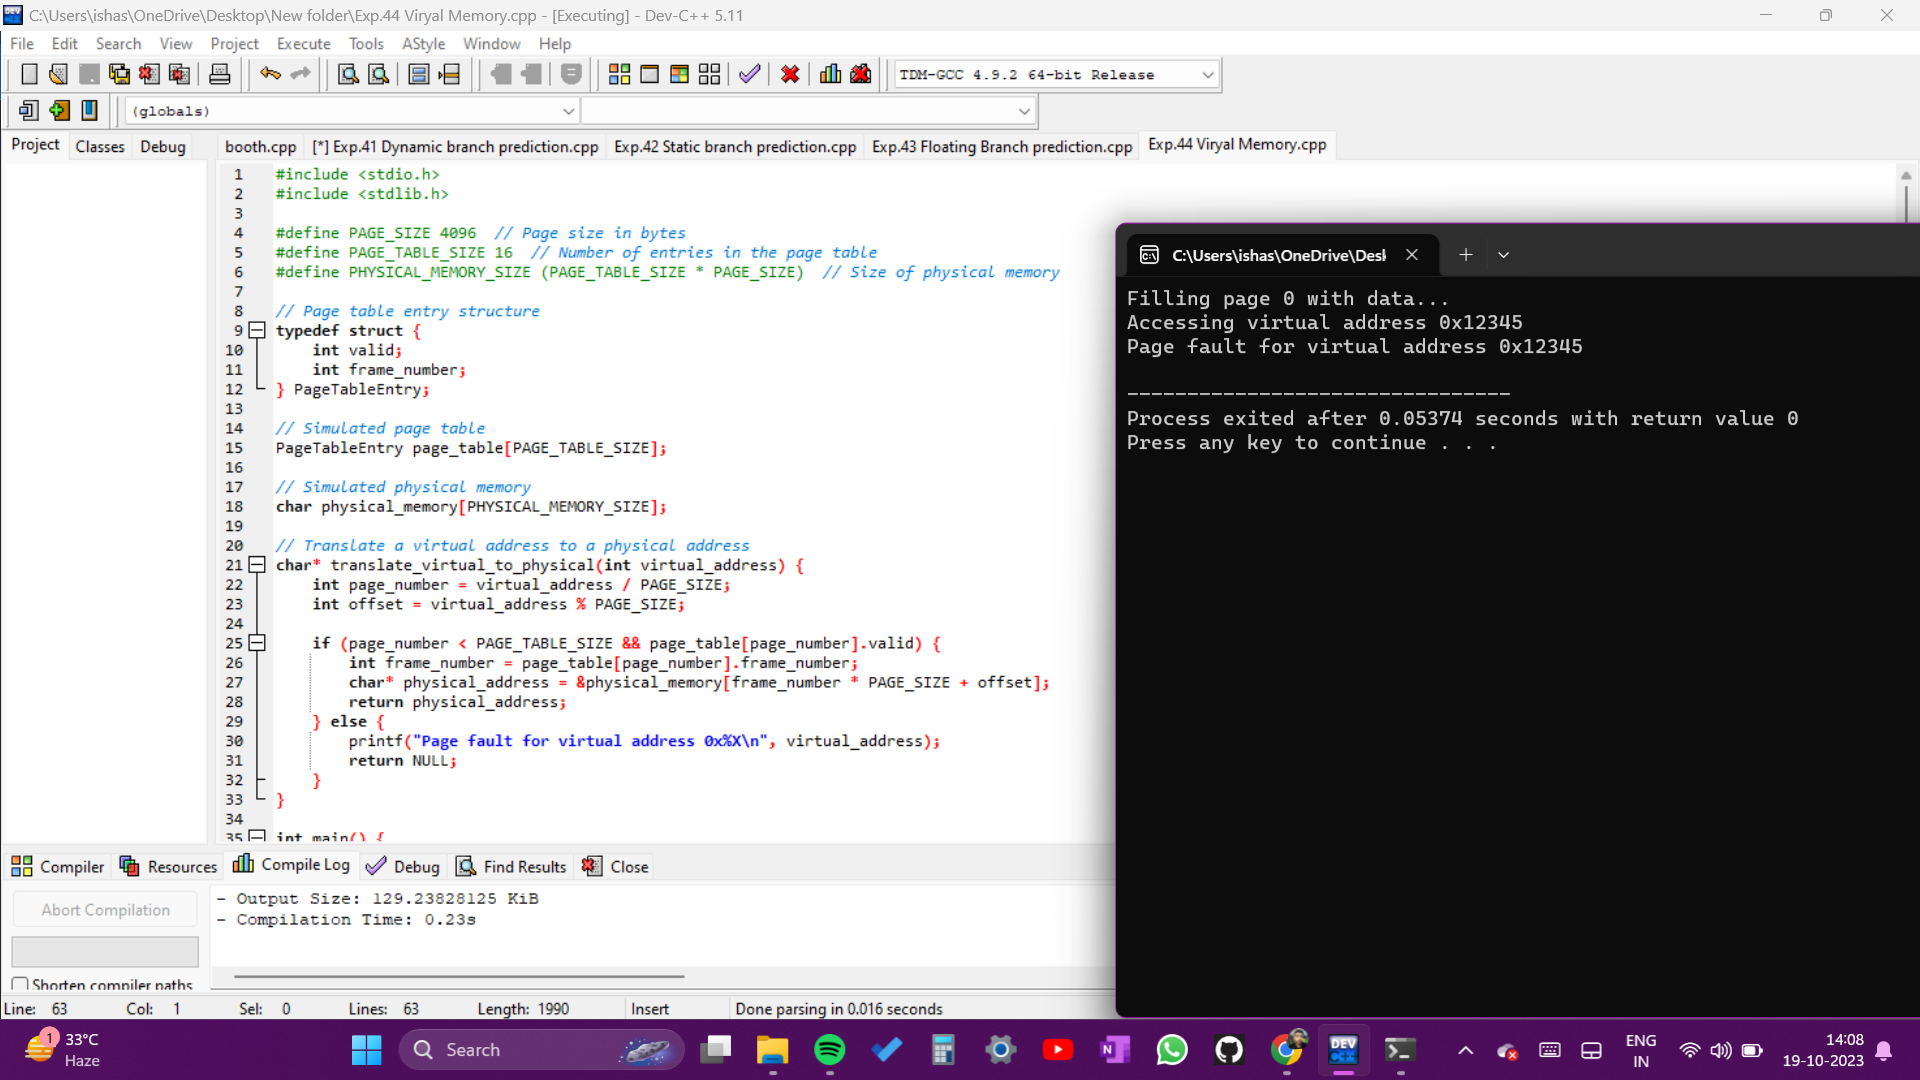 C:\Users\ishas\OneDrive\Desktop\New folder\Exp.44 Viryal Memory.cpp - [Executing] - Dev-C++ 5.11
File Edit Search View Project Execute Tools AStyle Window Help
TDM-GCC 4.9.2 64-bit Release
(globals)
Project Classes Debug
booth.cpp [*] Exp.41 Dynamic branch prediction.cpp Exp.42 Static branch prediction.cpp Exp.43 Floating Branch prediction.cpp Exp.44 Viryal Memory.cpp
1 #include <stdio.h>
2 #include <stdlib.h>
3
4 #define PAGE_SIZE 4096 // Page size in bytes
5 #define PAGE_TABLE_SIZE 16 // Number of entries in the page table
6 #define PHYSICAL_MEMORY_SIZE (PAGE_TABLE_SIZE * PAGE_SIZE) // Size of physical memory
7
8 // Page table entry structure
9 typedef struct {
10 int valid;
11 int frame_number;
12 } PageTableEntry;
13
14 // Simulated page table
15 PageTableEntry page_table[PAGE_TABLE_SIZE];
16
17 // Simulated physical memory
18 char physical_memory[PHYSICAL_MEMORY_SIZE];
19
20 // Translate a virtual address to a physical address
21 char* translate_virtual_to_physical(int virtual_address) {
22 int page_number = virtual_address / PAGE_SIZE;
23 int offset = virtual_address % PAGE_SIZE;
24
25 if (page_number < PAGE_TABLE_SIZE && page_table[page_number].valid) {
26 int frame_number = page_table[page_number].frame_number;
27 char* physical_address = &physical_memory[frame_number * PAGE_SIZE + offset];
28 return physical_address;
29 } else {
30 printf("Page fault for virtual address 0x%X\n", virtual_address);
31 return NULL;
32 }
33 }
34
35 int main() {
C:\Users\ishas\OneDrive\Desk
Filling page 0 with data...
Accessing virtual address 0x12345
Page fault for virtual address 0x12345
--------------------------------
Process exited after 0.05374 seconds with return value 0
Press any key to continue . . .
Compiler Resources Compile Log Debug Find Results Close
Abort Compilation
- Output Size: 129.23828125 KiB
- Compilation Time: 0.23s
Shorten compiler paths
Line: 63 Col: 1 Sel: 0 Lines: 63 Length: 1990 Insert Done parsing in 0.016 seconds
1
33°C
Haze
Search
DEV C++
ENG
IN
14:08
19-10-2023